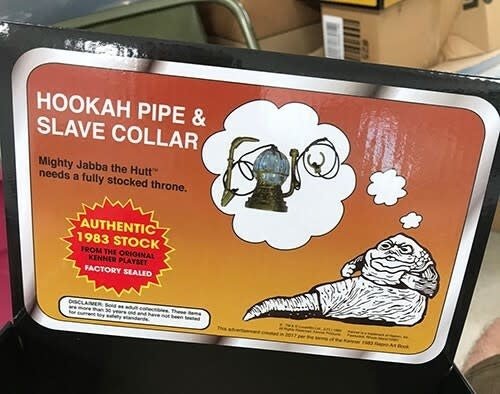 HOOKAH PIPE &
SLAVE COLLAR
Mighty Jabba the Hutt™
needs a fully stocked throne.
AUTHENTIC
1983 STOCK
FROM THE ORIGINAL
KENNER PLAYSET
FACTORY SEALED
DISCLAIMER: Sold as adult collectibles. These items
are more than 30 years old and have not been tested
for current toy safety standards.
This advertisement created in 2017 per the terms of the Kenner 1983 Repro Art Book